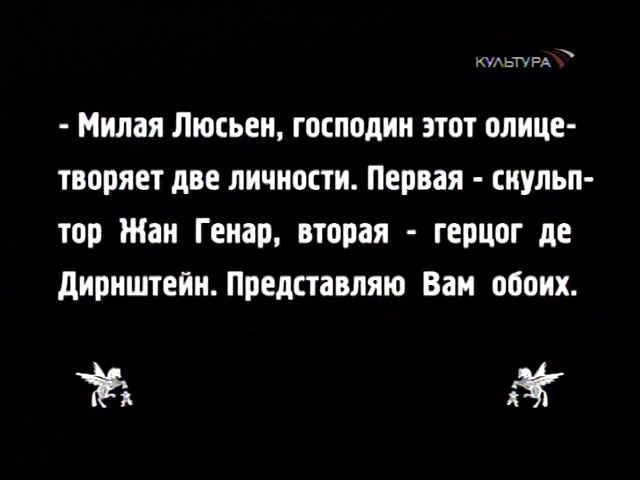 КУЛЬТУРА
- Милая Люсьен, господин этот олице-
творяет две личности. Первая - скульп-
тор Жан Генар, вторая - герцог де
Дирнштейн. Представляю Вам обоих.